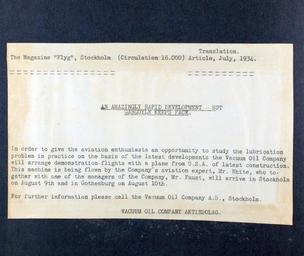 Translation.
The Magazine "Flyg", Stockholm. (Circulation 16.000) Article, July, 1934.
AN AMAZINGLY RAPID DEVELOPMENT - BUT
GARGOYLE KEEPS PACE.
In order to give the aviation enthusiasts an opportunity to study the lubrication
problem in practice on the basis of the latest developments the Vacuum Oil Company
will arrange demonstration-flights with a plane from U.S.A. of latest construction.
This machine is being flown by the Company's aviation expert, Mr. White, who to-
gether with one of the managers of the Company, Mr. Faust, will arrive in Stockholm
on August 9th and in Gothenburg on August 10th.
For further information please call the Vacuum Oil Company A.B., Stockholm.
VACUUM OIL COMPANY AKTIEBOLAG.